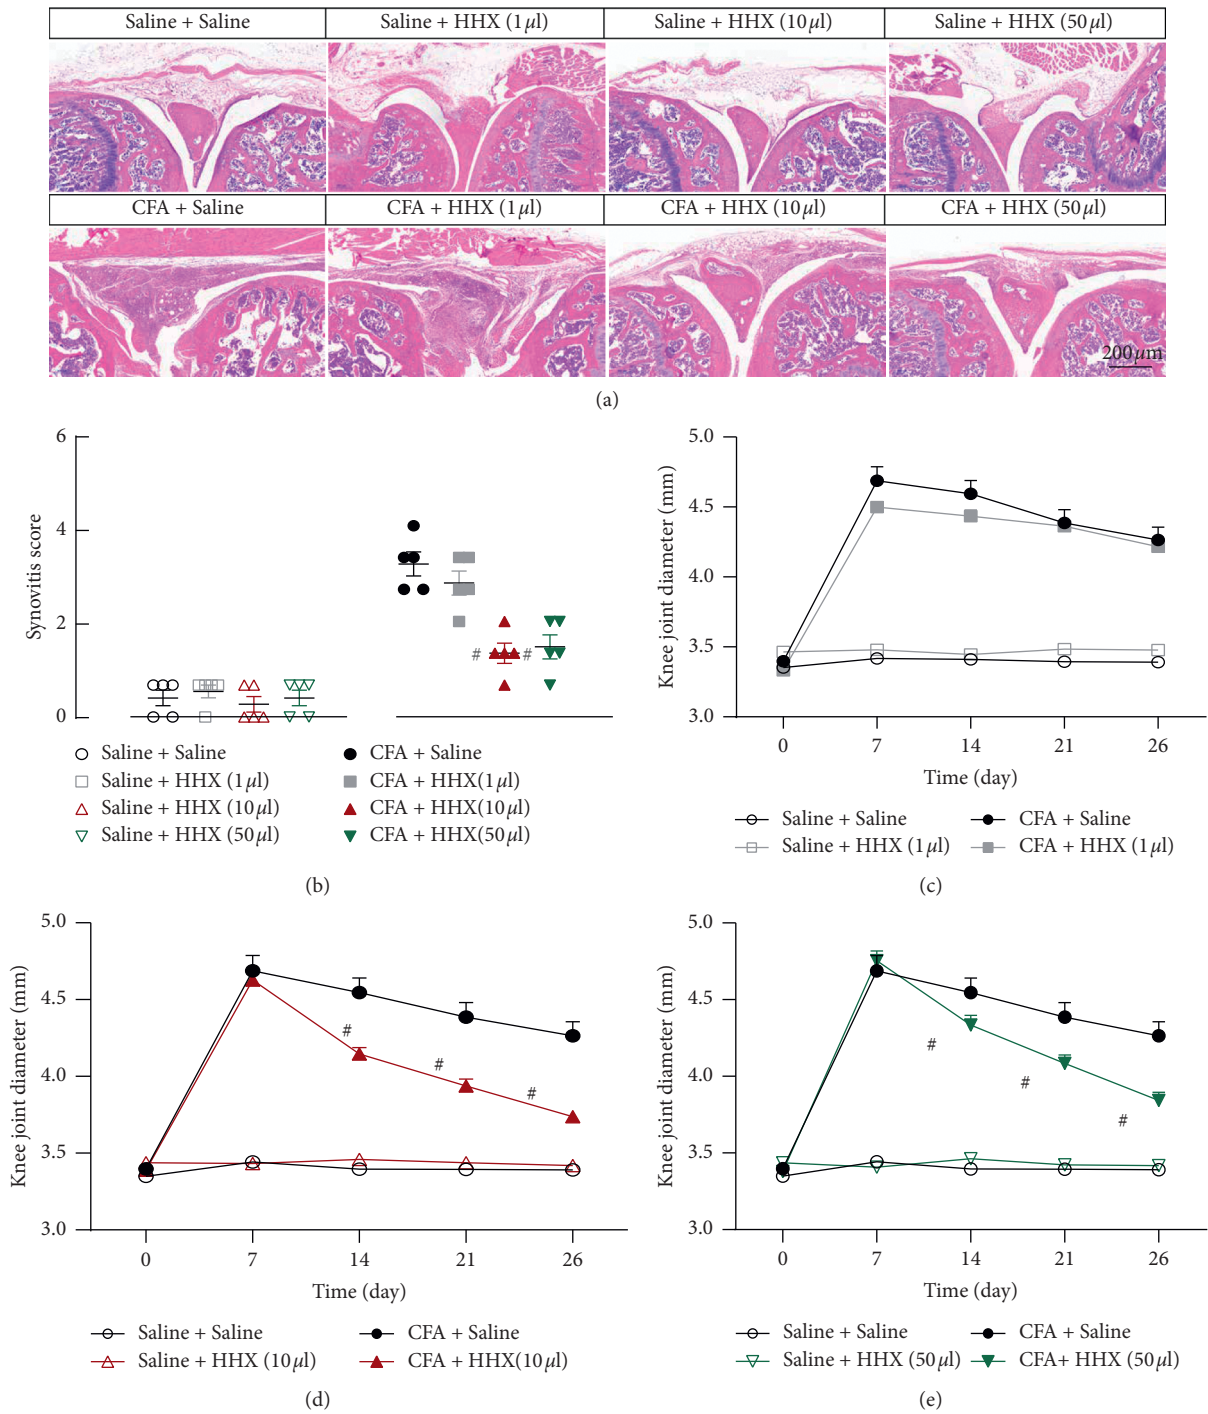 Saline + Saline Saline + HHX (1 μl) Saline + HHX (10 μl) Saline + HHX (50 μl)
CFA + Saline CFA + HHX (1 μl) CFA + HHX (10 μl) CFA + HHX (50 μl)
200 μm
(a)
Synovitis score
6
4
2
0
# #
Saline + Saline CFA + Saline
Saline + HHX (1 μl) CFA + HHX(1 μl)
Saline + HHX (10 μl) CFA + HHX(10 μl)
Saline + HHX (50 μl) CFA + HHX(50 μl)
(b)
Knee joint diameter (mm)
5.0
4.5
4.0
3.5
3.0
0 7 14 21 26
Time (day)
Saline + Saline CFA + Saline
Saline + HHX (1 μl) CFA + HHX (1 μl)
(c)
Knee joint diameter (mm)
5.0
4.5
4.0
3.5
3.0
# # #
0 7 14 21 26
Time (day)
Saline + Saline CFA + Saline
Saline + HHX (10 μl) CFA + HHX(10 μl)
(d)
Knee joint diameter (mm)
5.0
4.5
4.0
3.5
3.0
# # #
0 7 14 21 26
Time (day)
Saline + Saline CFA + Saline
Saline + HHX (50 μl) CFA+ HHX (50 μl)
(e)